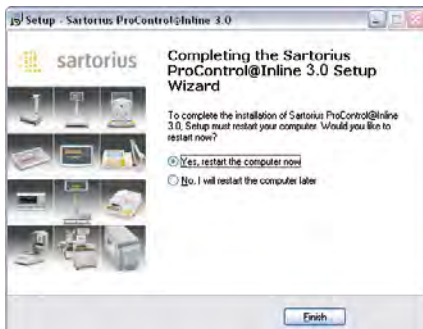 Setup - Sartorius ProControl@Inline 3.0
sartorius
Completing the Sartorius
ProControl@Inline 3.0 Setup
Wizard
To complete the installation of Sartorius ProControl@Inline
3.0, Setup must restart your computer. Would you like to
restart now?
Yes, restart the computer now
No, I will restart the computer later
Finish